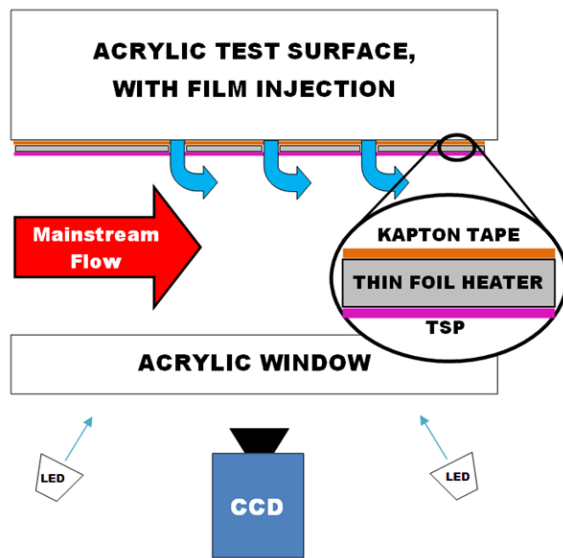 ACRYLIC TEST SURFACE,
WITH FILM INJECTION
Mainstream
Flow
KAPTON TAPE
THIN FOIL HEATER
TSP
ACRYLIC WINDOW
LED
CCD
LED